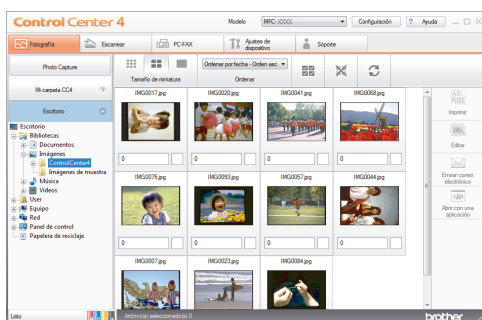 Control Center 4
Modelo MFC-XXXX Configuración ? Ayuda
Fotografía Escanear PC-FAX Ajustes de dispositivo Soporte
Photo Capture
Mi carpeta CC4
Escritorio
Tamaño de miniatura
Ordenar por fecha - Orden asc
Ordenar
Escritorio
Bibliotecas
Documentos
Imágenes
ControlCenter4
Imágenes de muestra
Música
Vídeos
User
Equipo
Red
Panel de control
Papelera de reciclaje
IMG0017.jpg IMG0020.jpg IMG0041.jpg IMG0068.jpg
0 0 0 0
IMG0075.jpg IMG0093.jpg IMG0057.jpg IMG0044.jpg
0 0 0 0
IMG0007.jpg IMG0023.jpg IMG0084.jpg
Imprimir
Editar
Enviar correo
electrónico
Abrir con una
aplicación
Listo
Archivo(s) seleccionado(s) 0
brother